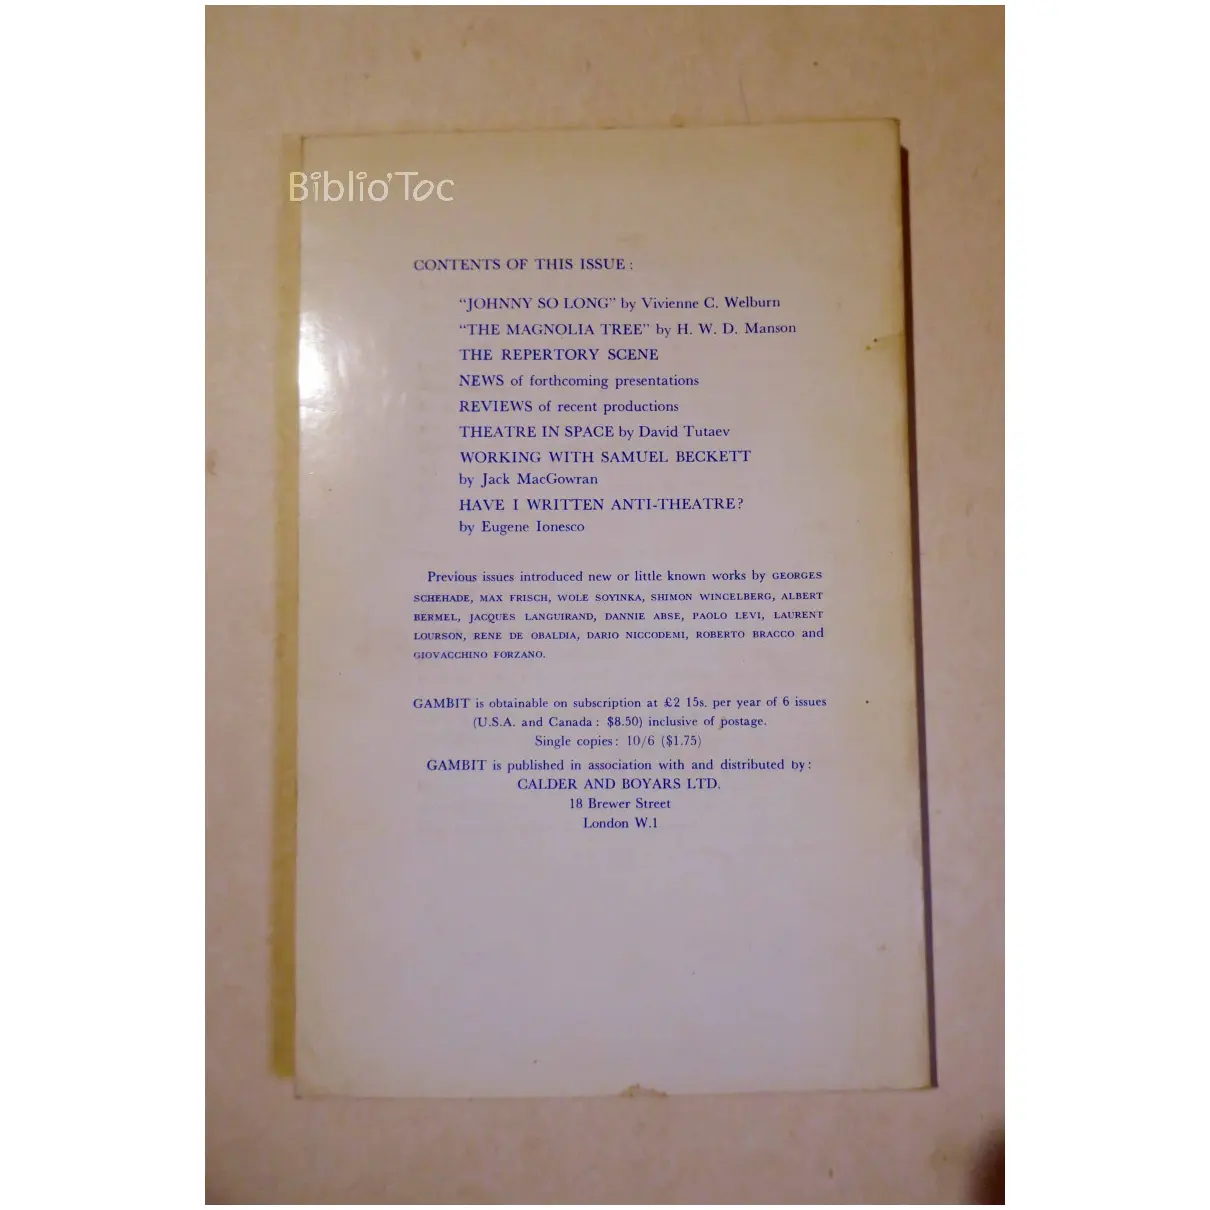 Biblio'Toc
CONTENTS OF THIS ISSUE:
"JOHNNY SO LONG" by Vivienne C. Welburn
"THE MAGNOLIA TREE" by H. W. D. Manson
THE REPERTORY SCENE
NEWS of forthcoming presentations
REVIEWS of recent productions
THEATRE IN SPACE by David Tutaev
WORKING WITH SAMUEL BECKETT
by Jack MacGowran
HAVE I WRITTEN ANTI-THEATRE?
by Eugene Ionesco
Previous issues introduced new or little known works by GEORGES
SCHEHADE, MAX FRISCH, WOLE SOYINKA, SHIMON WINCELBERG, ALBERT
BERMEL, JACQUES LANGUIRAND, DANNIE ABSE, PAOLO LEVI, LAURENT
LOURSON, RENE DE OBALDIA, DARIO NICCODEMI, ROBERTO BRACCO and
GIOVACCHINO FORZANO.
GAMBIT is obtainable on subscription at £2 15s. per year of 6 issues
(U.S.A. and Canada: $8.50) inclusive of postage.
Single copies: 10/6 ($1.75)
GAMBIT is published in association with and distributed by:
CALDER AND BOYARS LTD.
18 Brewer Street
London W.1